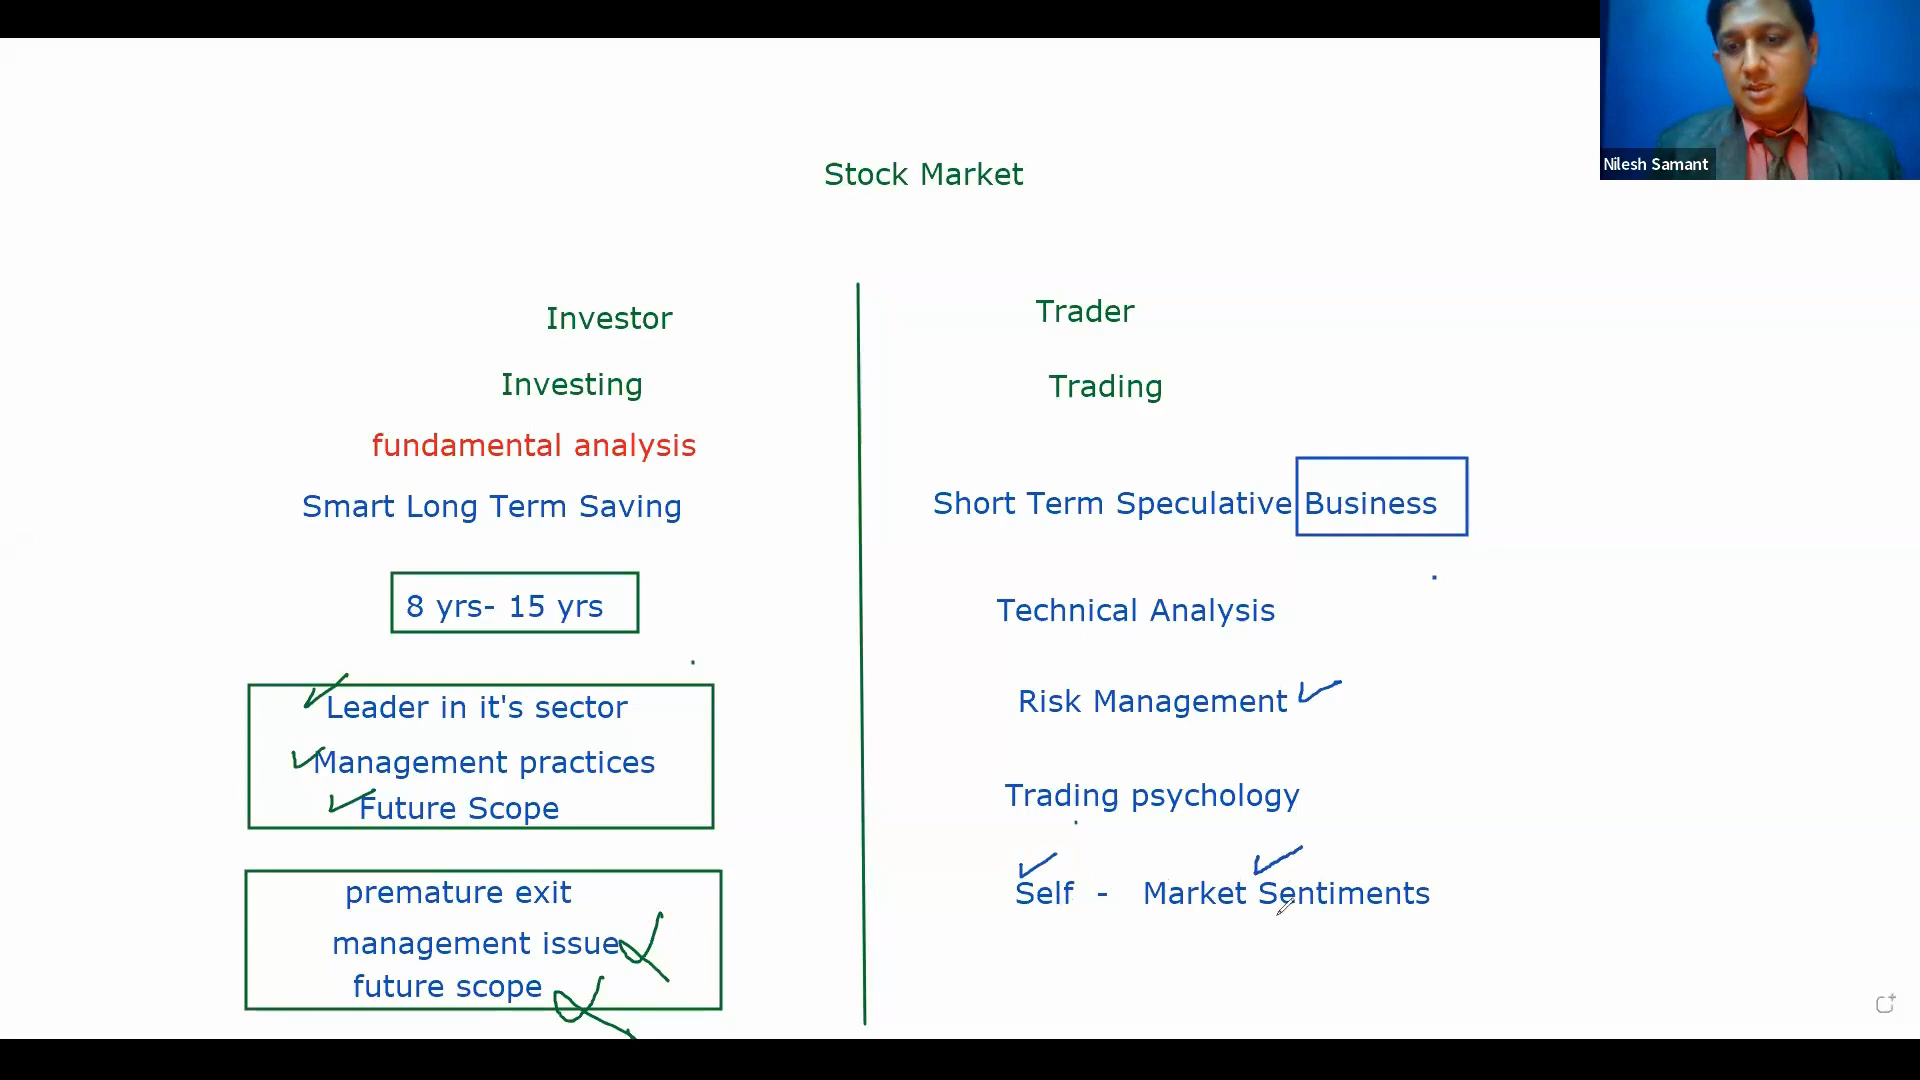 Nilesh Samant
Stock Market
Investor
Investing
fundamental analysis
Smart Long Term Saving
8 yrs- 15 yrs
Leader in it's sector
Management practices
Future Scope
premature exit
management issue
future scope
Trader
Trading
Short Term Speculative Business
Technical Analysis
Risk Management
Trading psychology
Self - Market Sentiments